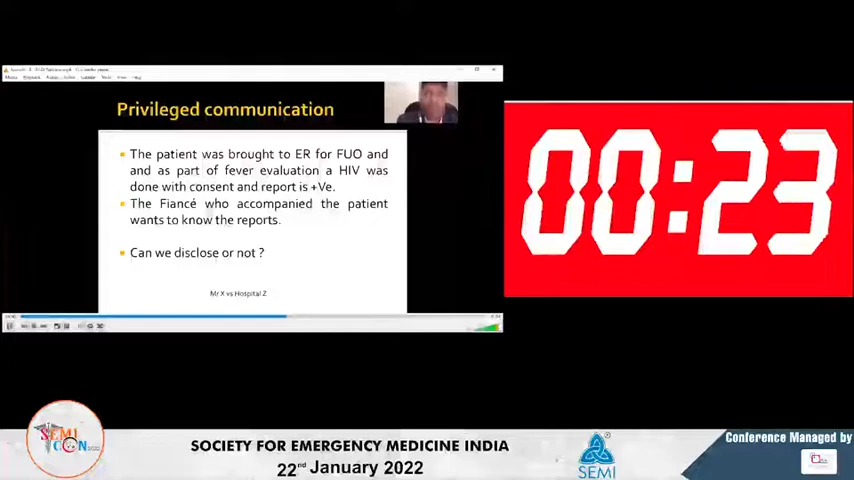 Privileged communication
The patient was brought to ER for FUO and
and as part of fever evaluation a HIV was
done with consent and report is +Ve.
The Fiancé who accompanied the patient
wants to know the reports.
Can we disclose or not ?
Mr X vs Hospital Z
00:23
SEMI
CON
SOCIETY FOR EMERGENCY MEDICINE INDIA
22nd January 2022
SEMI
Conference Managed by